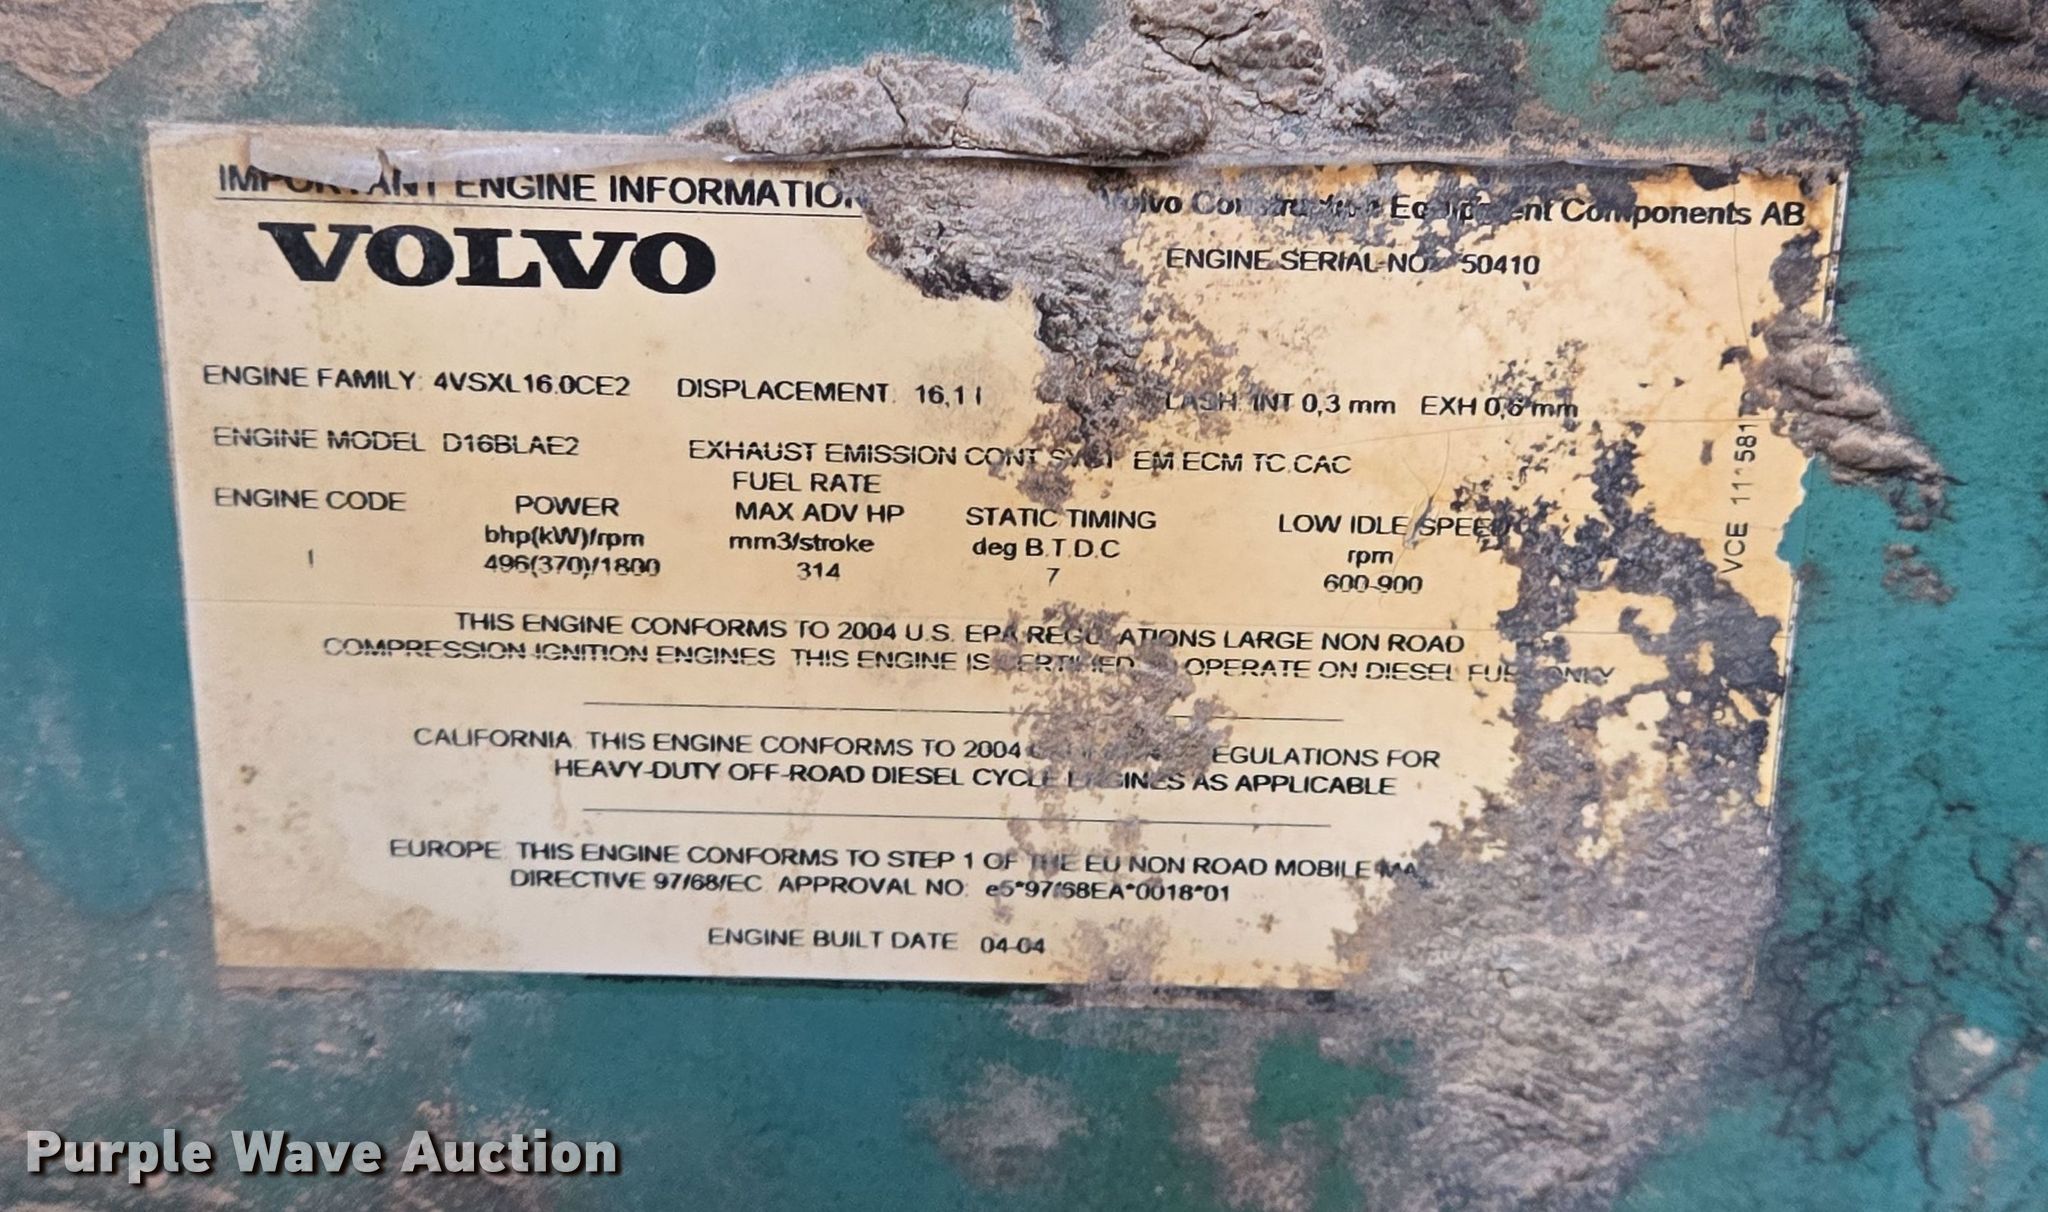 IMPORTANT ENGINE INFORMATION
Volvo Construction Equipment Components AB
VOLVO
ENGINE SERIAL NO. 50410
ENGINE FAMILY: 4VSXL16.0CE2 DISPLACEMENT. 16,1 l LASH. INT 0,3 mm EXH 0,6 mm
ENGINE MODEL D16BLAE2 EXHAUST EMISSION CONT SYST EM.ECM TC.CAC
ENGINE CODE POWER FUEL RATE STATIC TIMING LOW IDLE SPEED
bhp(kW)/rpm MAX ADV HP deg B.T.D.C rpm
I 496(370)/1800 mm3/stroke 7 600-900
314
THIS ENGINE CONFORMS TO 2004 U.S. EPA REGULATIONS LARGE NON ROAD
COMPRESSION-IGNITION ENGINES. THIS ENGINE IS CERTIFIED TO OPERATE ON DIESEL FUEL ONLY
CALIFORNIA. THIS ENGINE CONFORMS TO 2004 REGULATIONS FOR
HEAVY-DUTY OFF-ROAD DIESEL CYCLE ENGINES AS APPLICABLE
EUROPE. THIS ENGINE CONFORMS TO STEP 1 OF THE EU NON ROAD MOBILE
DIRECTIVE 97/68/EC. APPROVAL NO. e5*97/68EA*0018*01
ENGINE BUILT DATE 04-04
VCE
Purple Wave Auction